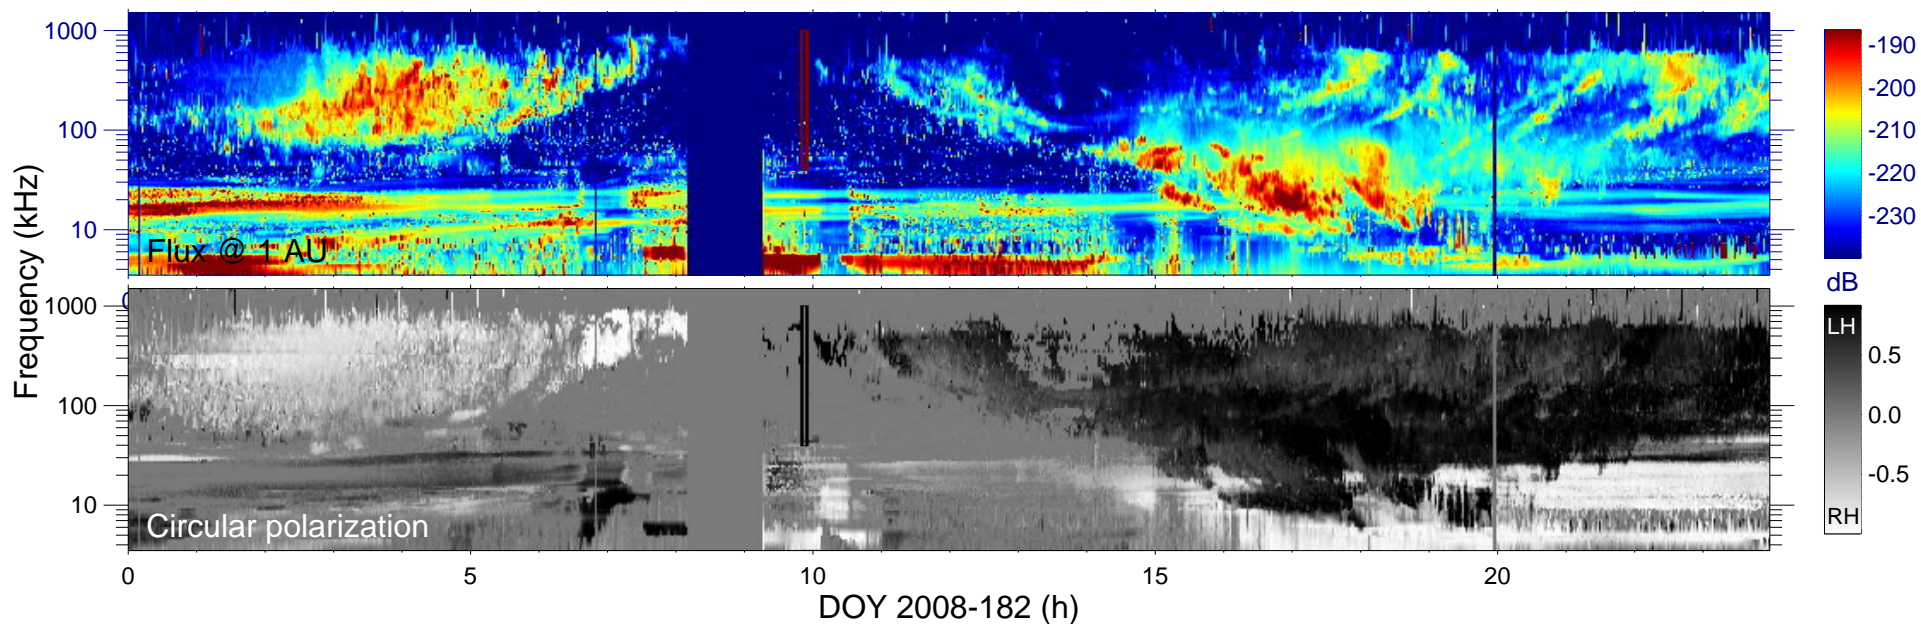 1000
100
10
Flux @ 1 AU
-190
-200
-210
-220
-230
dB
Frequency (kHz)
0
1000
100
10
Circular polarization
LH
0.5
0.0
-0.5
RH
0 5 10 15 20
DOY 2008-182 (h)